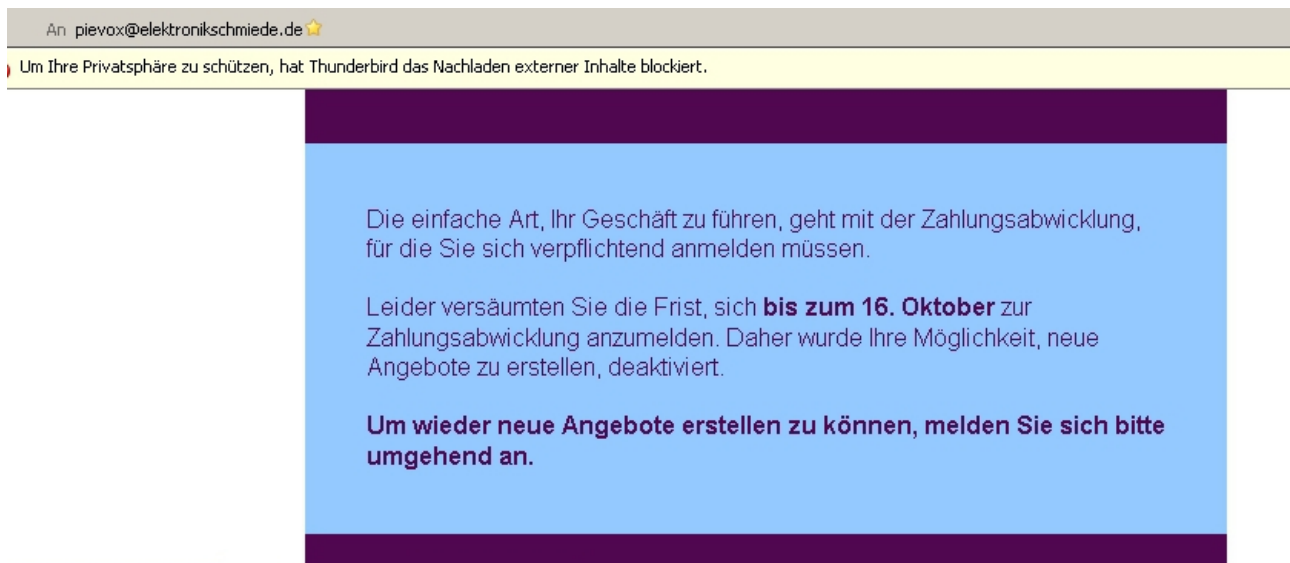 An pievox@elektronikschmiede.de
Um Ihre Privatsphäre zu schützen, hat Thunderbird das Nachladen externer Inhalte blockiert.
Die einfache Art, Ihr Geschäft zu führen, geht mit der Zahlungsabwicklung,
für die Sie sich verpflichtend anmelden müssen.
Leider versäumten Sie die Frist, sich bis zum 16. Oktober zur
Zahlungsabwicklung anzumelden. Daher wurde Ihre Möglichkeit, neue
Angebote zu erstellen, deaktiviert.
Um wieder neue Angebote erstellen zu können, melden Sie sich bitte
umgehend an.